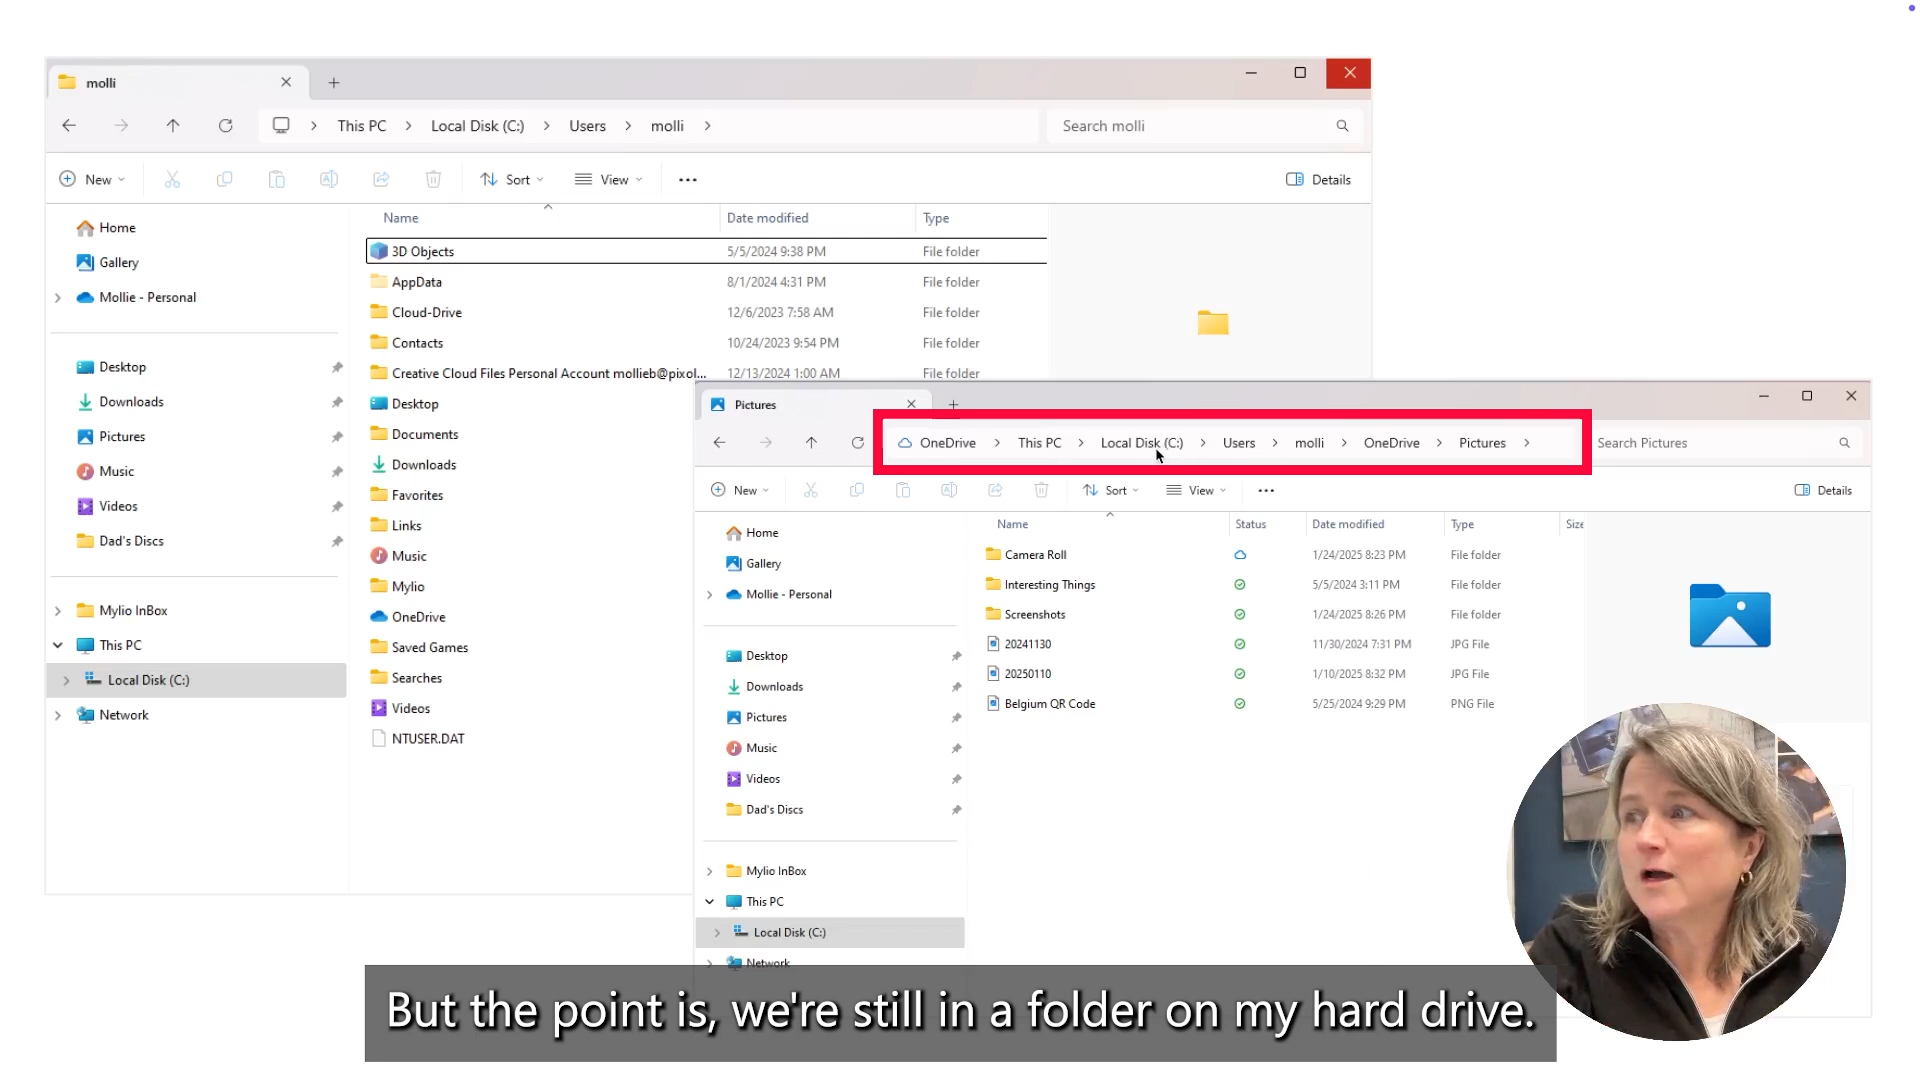 molli
This PC > Local Disk (C:) > Users > molli >
Search molli
New
Sort
View
Details
Home
Gallery
Mollie - Personal
Desktop
Downloads
Pictures
Music
Videos
Dad's Discs
Mylio InBox
This PC
Local Disk (C:)
Network
Name Date modified Type
3D Objects 5/5/2024 9:38 PM File folder
AppData 8/1/2024 4:31 PM File folder
Cloud-Drive 12/6/2023 7:58 AM File folder
Contacts 10/24/2023 9:54 PM File folder
Creative Cloud Files Personal Account mollieb@pixol... 12/13/2024 1:00 AM File folder
Desktop
Documents
Downloads
Favorites
Links
Music
Mylio
OneDrive
Saved Games
Searches
Videos
NTUSER.DAT
Pictures
OneDrive > This PC > Local Disk (C:) > Users > molli > OneDrive > Pictures >
Search Pictures
New
Sort
View
Details
Home
Gallery
Mollie - Personal
Desktop
Downloads
Pictures
Music
Videos
Dad's Discs
Mylio InBox
This PC
Local Disk (C:)
Network
Name Status Date modified Type Size
Camera Roll 1/24/2025 8:23 PM File folder
Interesting Things 5/5/2024 3:11 PM File folder
Screenshots 1/24/2025 8:26 PM File folder
20241130 11/30/2024 7:31 PM JPG File
20250110 1/10/2025 8:32 PM JPG File
Belgium QR Code 5/25/2024 9:29 PM PNG File
But the point is, we're still in a folder on my hard drive.